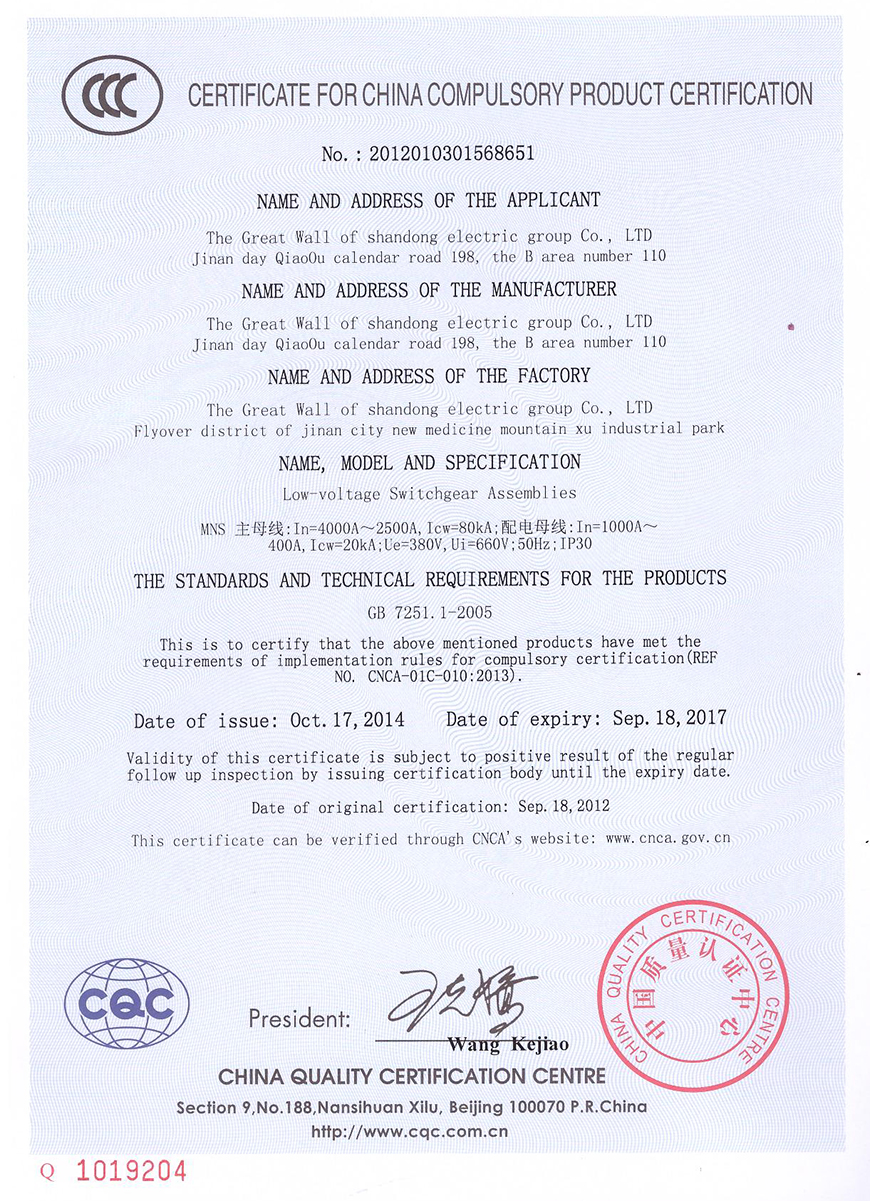 CCC
CERTIFICATE FOR CHINA COMPULSORY PRODUCT CERTIFICATION
No. : 2012010301568651
NAME AND ADDRESS OF THE APPLICANT
The Great Wall of shandong electric group Co., LTD
Jinan day QiaoOu calendar road 198, the B area number 110
NAME AND ADDRESS OF THE MANUFACTURER
The Great Wall of shandong electric group Co., LTD
Jinan day QiaoOu calendar road 198, the B area number 110
NAME AND ADDRESS OF THE FACTORY
The Great Wall of shandong electric group Co., LTD
Flyover district of jinan city new medicine mountain xu industrial park
NAME, MODEL AND SPECIFICATION
Low-voltage Switchgear Assemblies
MNS 主母线:In=4000A～2500A,Icw=80kA;配电母线:In=1000A～
400A,Icw=20kA;Ue=380V,Ui=660V;50Hz;IP30
THE STANDARDS AND TECHNICAL REQUIREMENTS FOR THE PRODUCTS
GB 7251.1-2005
This is to certify that the above mentioned products have met the
requirements of implementation rules for compulsory certification(REF
NO. CNCA-01C-010:2013).
Date of issue: Oct.17,2014 Date of expiry: Sep.18,2017
Validity of this certificate is subject to positive result of the regular
follow up inspection by issuing certification body until the expiry date.
Date of original certification: Sep.18,2012
This certificate can be verified through CNCA's website: www.cnca.gov.cn
CQC
President:
王克娇
Wang Kejiao
CHINA QUALITY CERTIFICATION CENTRE
中国质量认证中心
CHINA QUALITY CERTIFICATION CENTRE
Section 9,No.188,Nansihuan Xilu, Beijing 100070 P.R.China
http://www.cqc.com.cn
Q 1019204